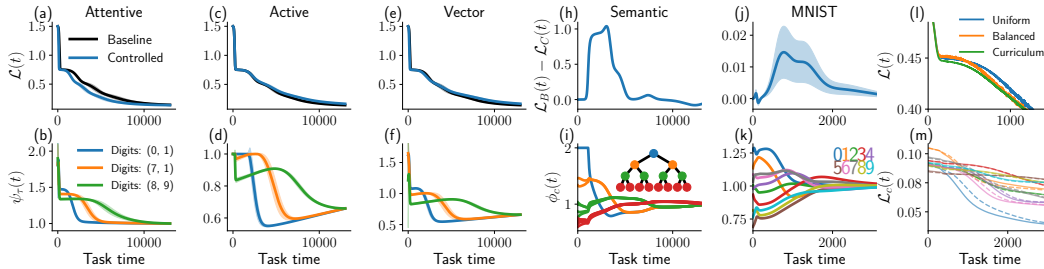 (a) Attentive
(c) Active
(e) Vector
(h) Semantic
(j) MNIST
(l)
1.5
1.0
0.5
ℒ(t)
Baseline
Controlled
0
10000
1.5
1.0
0.5
0
10000
1.5
1.0
0.5
0
10000
ℒ_B(t) − ℒ_C(t)
1.0
0.5
0.0
0.02
0.01
0.00
ℒ(t)
0.45
0.40
Uniform
Balanced
Curriculum
0
1000
(b)
(d)
(f)
(i)
(k)
(m)
ψ_τ(t)
2.0
1.5
1.0
Digits: (0, 1)
Digits: (7, 1)
Digits: (8, 9)
0
10000
Task time
1.0
0.8
0.6
0
10000
Task time
1.5
1.0
0.5
0
10000
Task time
ϕ_c(t)
2
1
0
10000
Task time
1.25
1.00
0.75
01234
56789
0
2000
Task time
ℒ_c(t)
0.10
0.08
0.05
0
2000
Task time